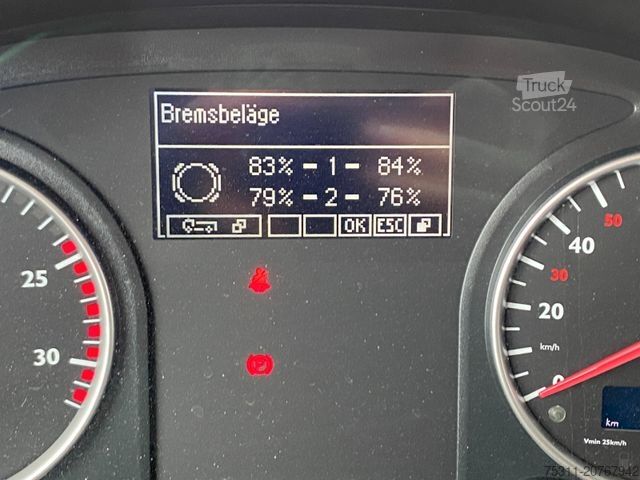 Truck
Scout24
Bremsbeläge
83% - 1 - 84%
79% - 2 - 76%
OK ESC
25
30
50
40
30
20
km/h
0
km
Vmin 25km/h
P
75311-20767942